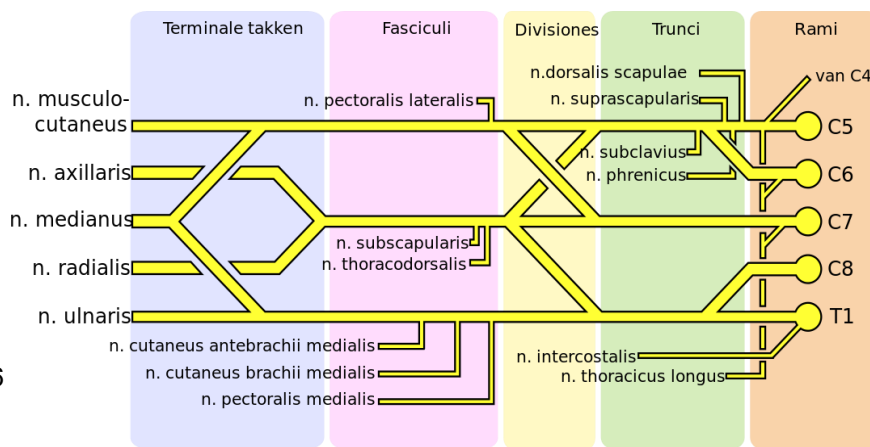 Terminale takken
Fasciculi
Divisiones
Trunci
Rami
n. musculo-
cutaneus
n. axillaris
n. medianus
n. radialis
n. ulnaris
n. pectoralis lateralis
n. subscapularis
n. thoracodorsalis
n. cutaneus antebrachii medialis
n. cutaneus brachii medialis
n. pectoralis medialis
n.dorsalis scapulae
n. suprascapularis
n. subclavius
n. phrenicus
n. intercostalis
n. thoracicus longus
van C4
C5
C6
C7
C8
T1